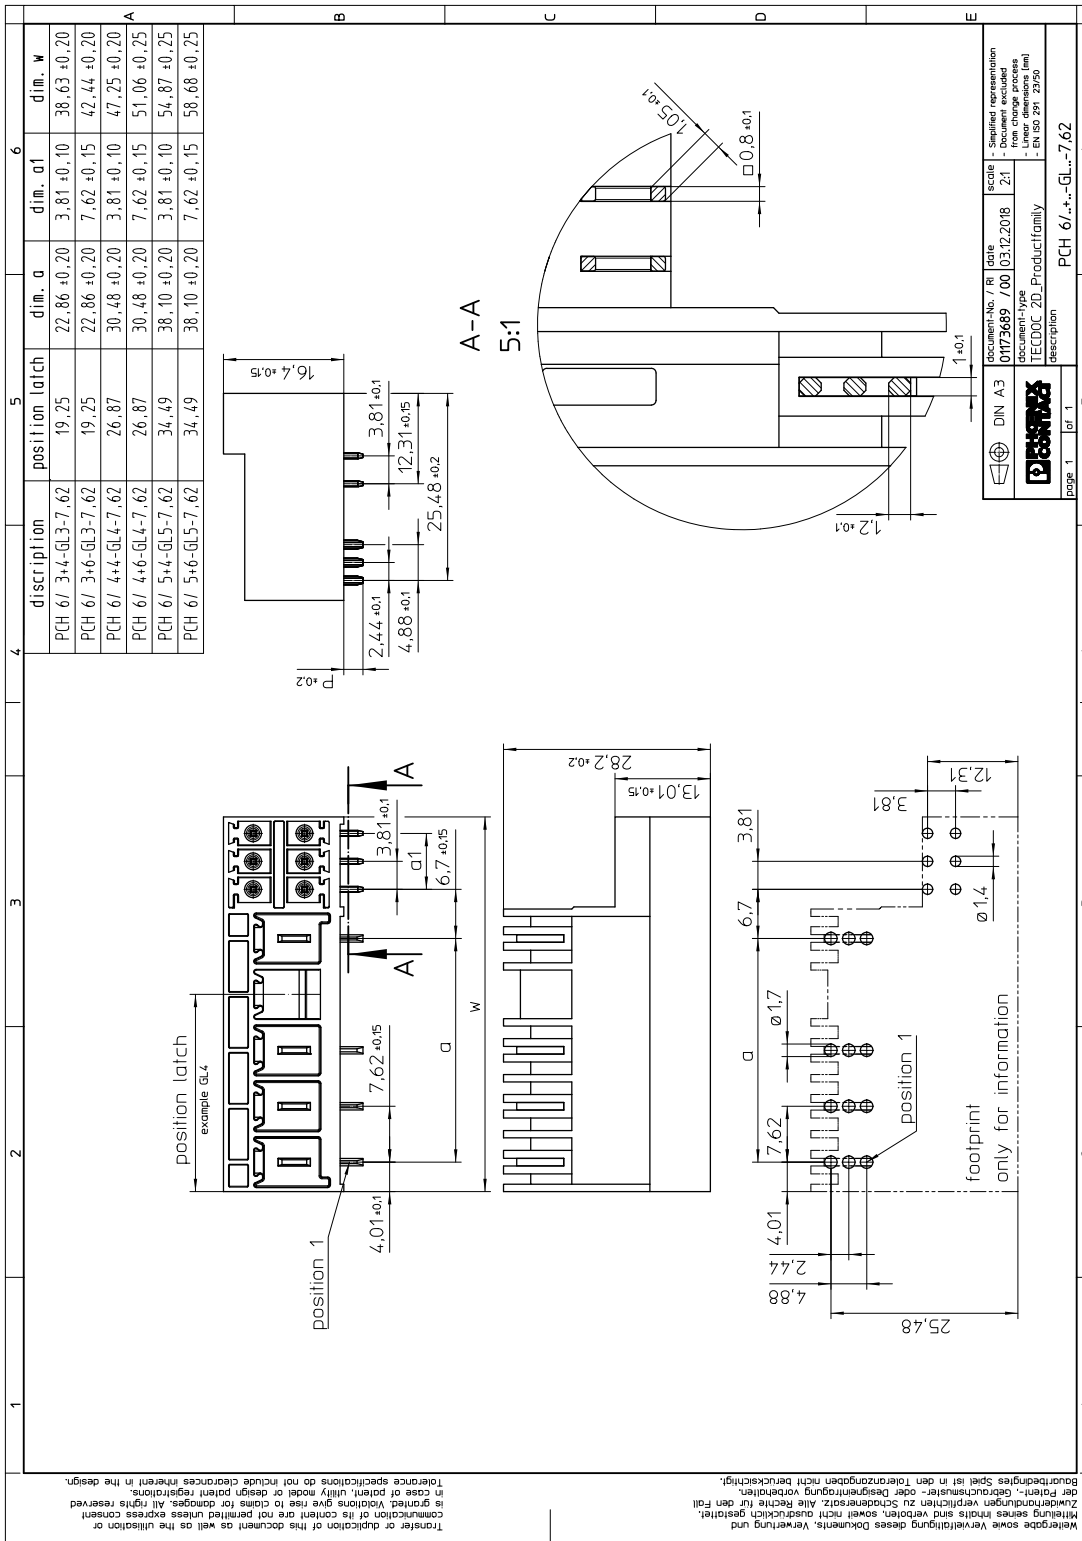 discription position latch dim. a dim. a1 dim. w
PCH 6/ 3+4-GL3-7,62 19,25 22,86 ±0,20 3,81 ±0,10 38,63 ±0,20
PCH 6/ 3+6-GL3-7,62 19,25 22,86 ±0,20 7,62 ±0,15 42,44 ±0,20
PCH 6/ 4+4-GL4-7,62 26,87 30,48 ±0,20 3,81 ±0,10 47,25 ±0,20
PCH 6/ 4+6-GL4-7,62 26,87 30,48 ±0,20 7,62 ±0,15 51,06 ±0,25
PCH 6/ 5+4-GL5-7,62 34,49 38,10 ±0,20 3,81 ±0,10 54,87 ±0,25
PCH 6/ 5+6-GL5-7,62 34,49 38,10 ±0,20 7,62 ±0,15 58,68 ±0,25
1 2 3 4 5 6
A
B
C
D
E
position latch
example GL4
position 1
4,01±0,1
7,62 ±0,15
a
w
6,7 ±0,15
a1
3,81±0,1
A
A
P ±0,2
2,44 ±0,1
4,88 ±0,1
16,4 ±0,15
3,81±0,1
12,31±0,15
25,48 ±0,2
28,2 ±0,2
13,01 ±0,15
A-A
5:1
1,05±0,1
□0,8 ±0,1
1±0,1
1,2 ±0,1
3,81
6,7
a
7,62
4,01
2,44
4,88
25,48
ø1,7
position 1
footprint
only for information
ø1,4
3,81
12,31
DIN A3
PHOENIX
CONTACT
page 1 of 1
document-No. / RI
01173689 / 00
date
03.12.2018
scale
2:1
- Simplified representation
- Document excluded
from change process
- Linear dimensions [mm]
- EN ISO 291 23/50
document-type
TECDOC 2D_Productfamily
description
PCH 6/..+..-GL..-7,62
Transfer or duplication of this document as well as the utilisation or
communication of its content are not permitted unless express consent
is granted. Violations give rise to claims for damages. All rights reserved
in case of patent, utility model or design patent registrations.
Tolerance specifications do not include clearances inherent in the design.
Weitergabe sowie Vervielfältigung dieses Dokuments, Verwertung und
Mitteilung seines Inhalts sind verboten, soweit nicht ausdrücklich gestattet.
Zuwiderhandlungen verpflichten zu Schadenersatz. Alle Rechte für den Fall
der Patent-, Gebrauchsmuster- oder Designeintragung vorbehalten.
Bauartbedingtes Spiel ist in den Toleranzangaben nicht berücksichtigt.